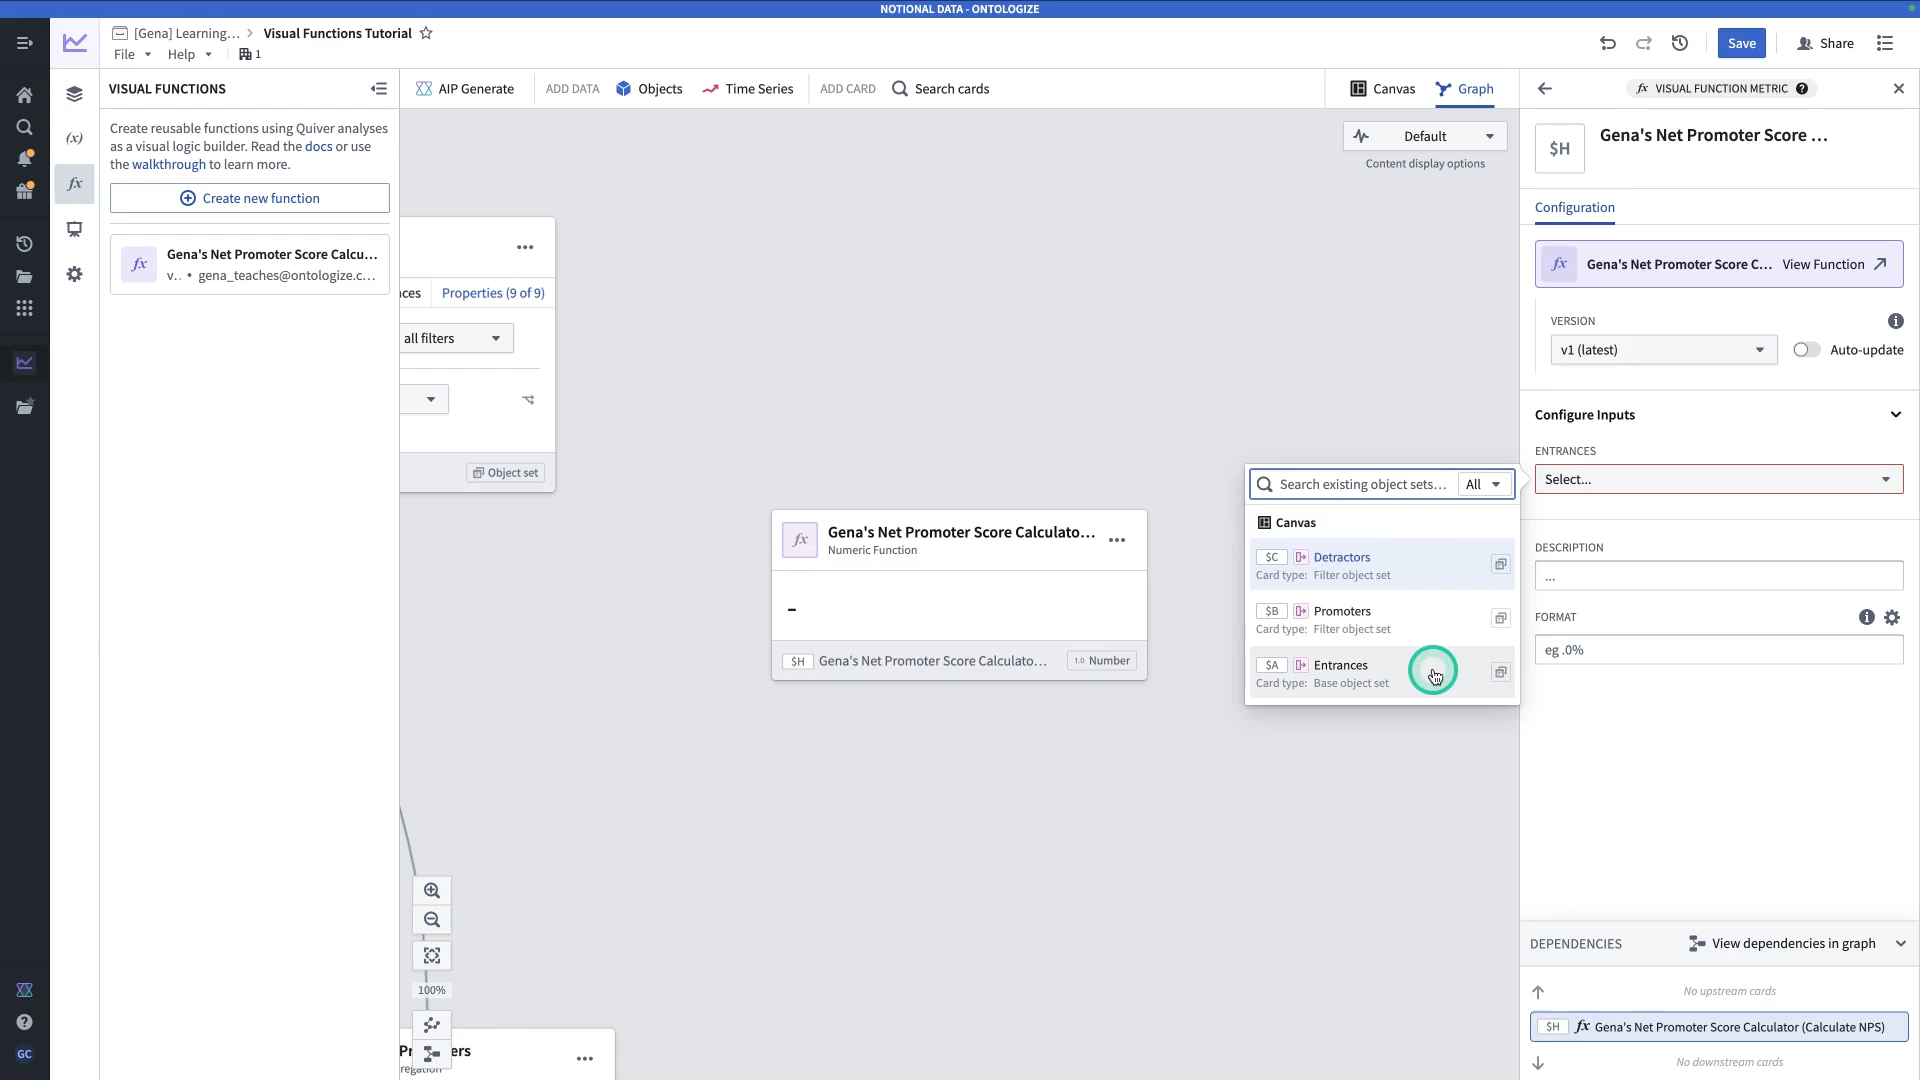 NOTIONAL DATA - ONTOLOGIZE
[Gena] Learning... > Visual Functions Tutorial
File Help 1
Save
Share
VISUAL FUNCTIONS
AIP Generate
ADD DATA
Objects
Time Series
ADD CARD
Search cards
Canvas
Graph
VISUAL FUNCTION METRIC
Create reusable functions using Quiver analyses
as a visual logic builder. Read the docs or use
the walkthrough to learn more.
Create new function
Gena's Net Promoter Score Calcu...
v.. • gena_teaches@ontologize.c...
Default
Content display options
nces
Properties (9 of 9)
all filters
Object set
Gena's Net Promoter Score Calculato...
Numeric Function
–
$H Gena's Net Promoter Score Calculato... 1.0 Number
Search existing object sets... All
Canvas
$C Detractors
Card type: Filter object set
$B Promoters
Card type: Filter object set
$A Entrances
Card type: Base object set
100%
$H
Gena's Net Promoter Score ...
Configuration
fx Gena's Net Promoter Score C... View Function
VERSION
v1 (latest)
Auto-update
Configure Inputs
ENTRANCES
Select...
DESCRIPTION
...
FORMAT
eg .0%
DEPENDENCIES
View dependencies in graph
No upstream cards
$H fx Gena's Net Promoter Score Calculator (Calculate NPS)
No downstream cards
GC